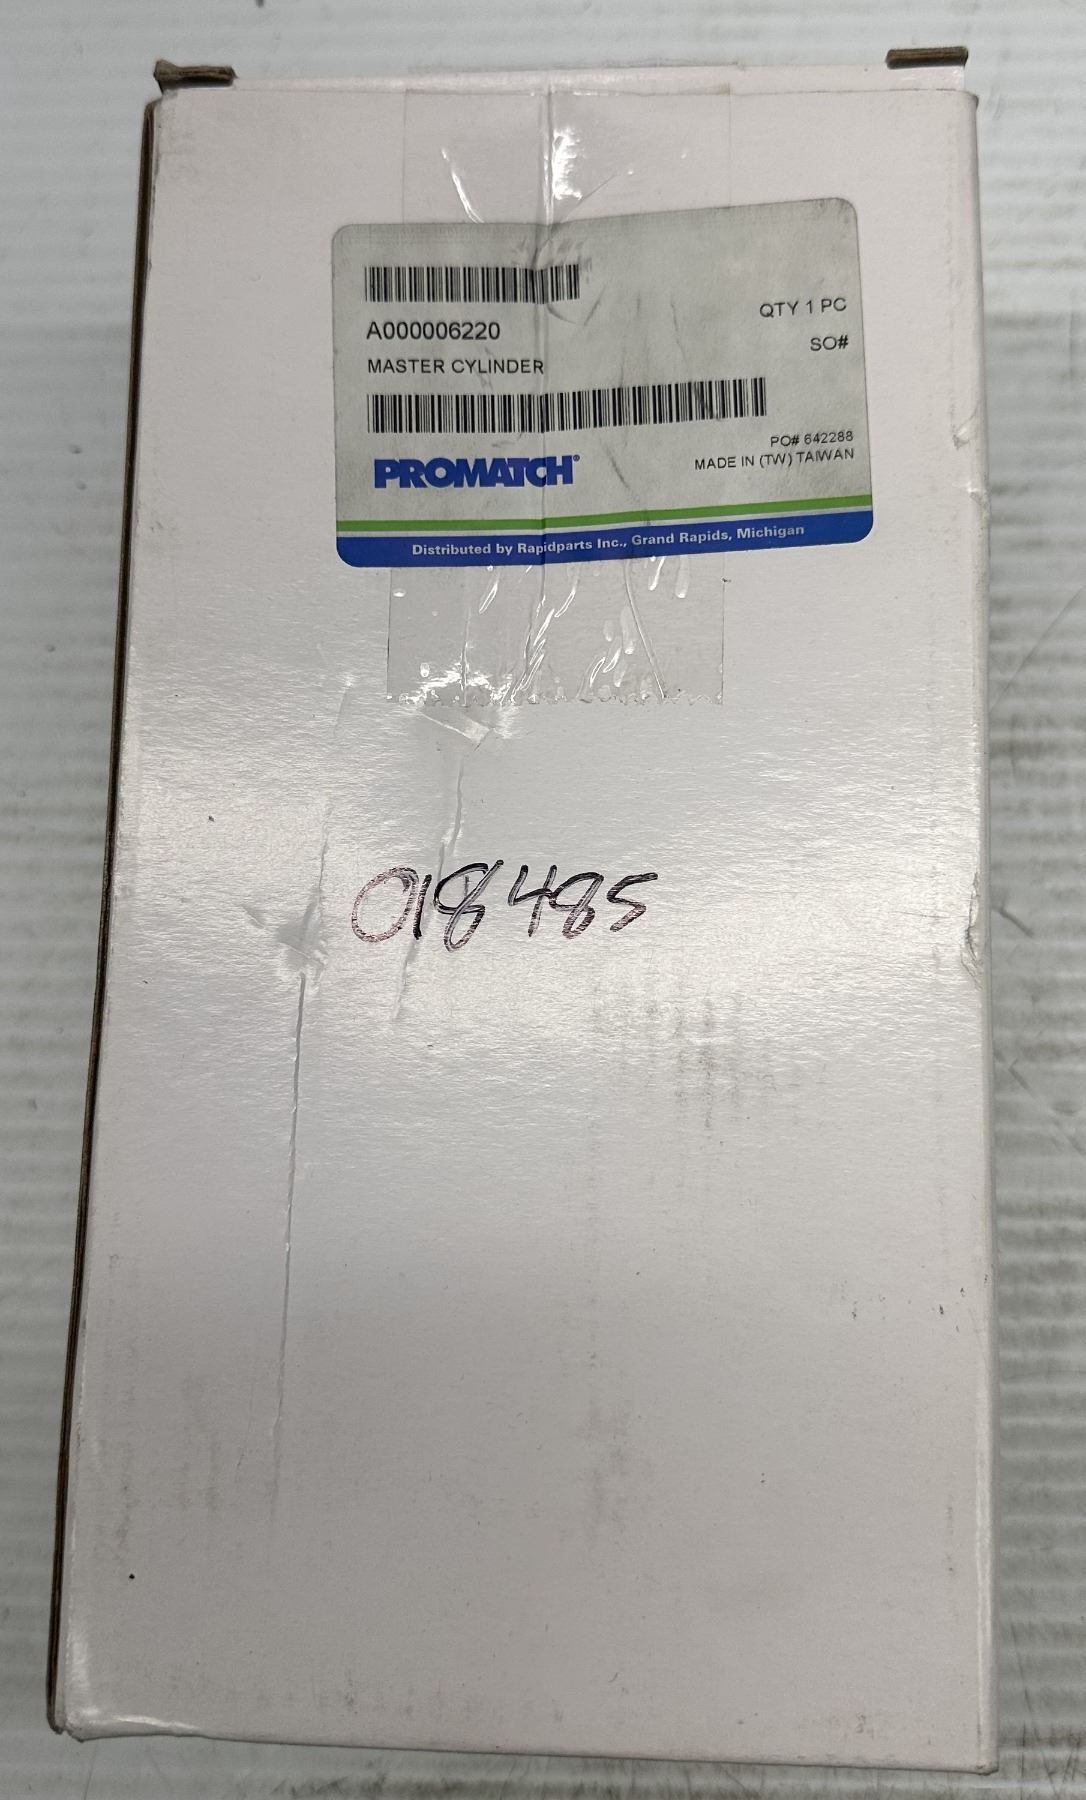 A000006220
QTY 1 PC
MASTER CYLINDER
SO#
PO# 642288
MADE IN (TW) TAIWAN
PROMATCH®
Distributed by Rapidparts Inc., Grand Rapids, Michigan
018485